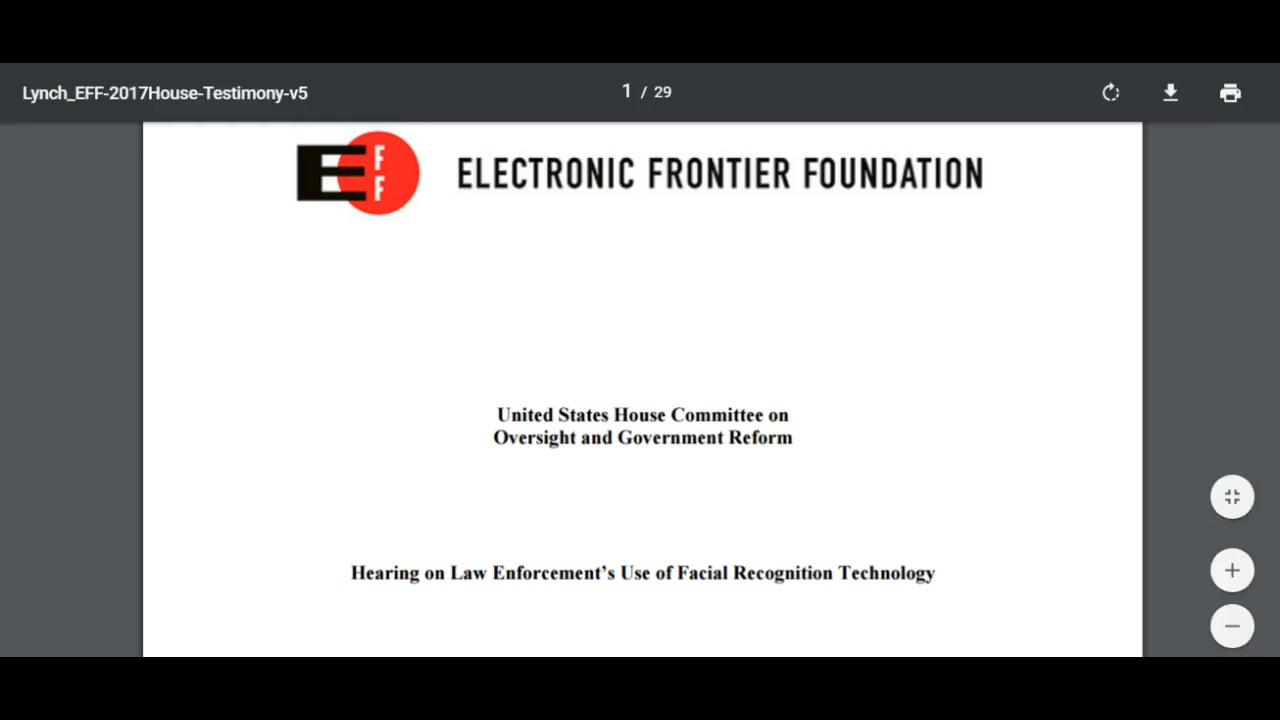 Lynch_EFF-2017House-Testimony-v5
1 / 29
EFF
ELECTRONIC FRONTIER FOUNDATION
United States House Committee on
Oversight and Government Reform
Hearing on Law Enforcement’s Use of Facial Recognition Technology